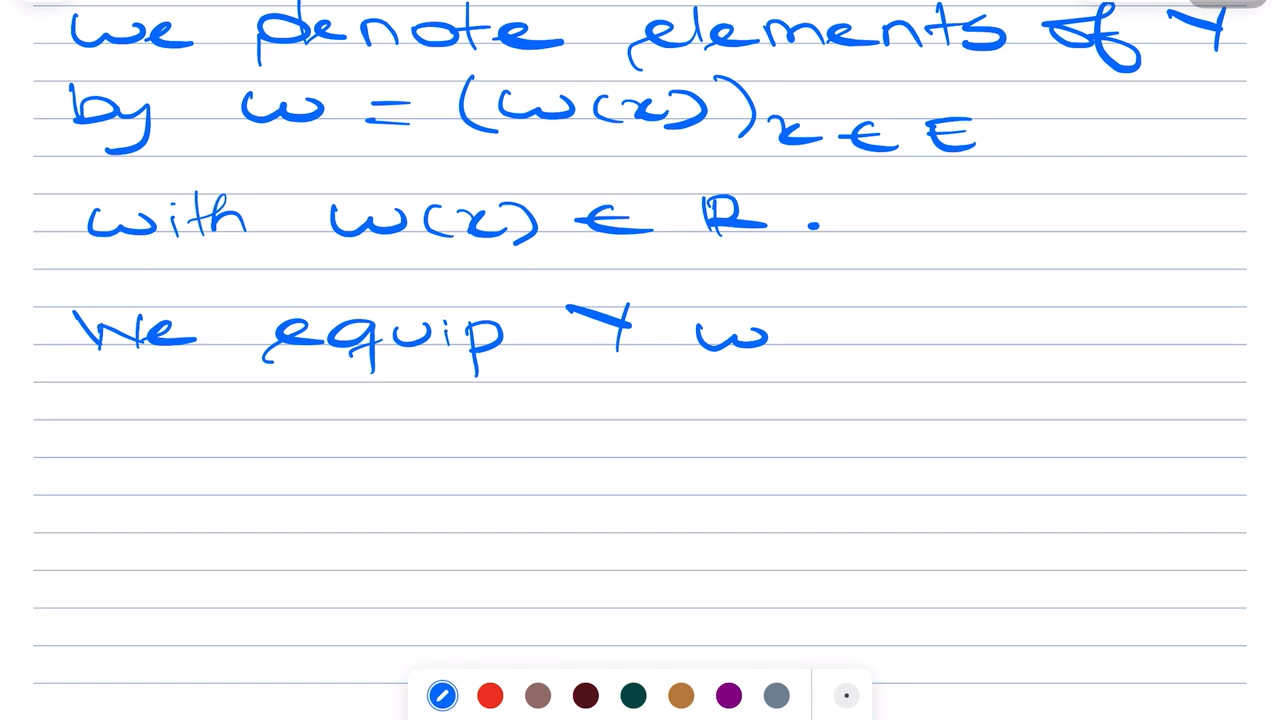 We denote elements of Y
by ω = (ω(x))_{x ∈ E}
with ω(x) ∈ ℝ.
We equip Y w